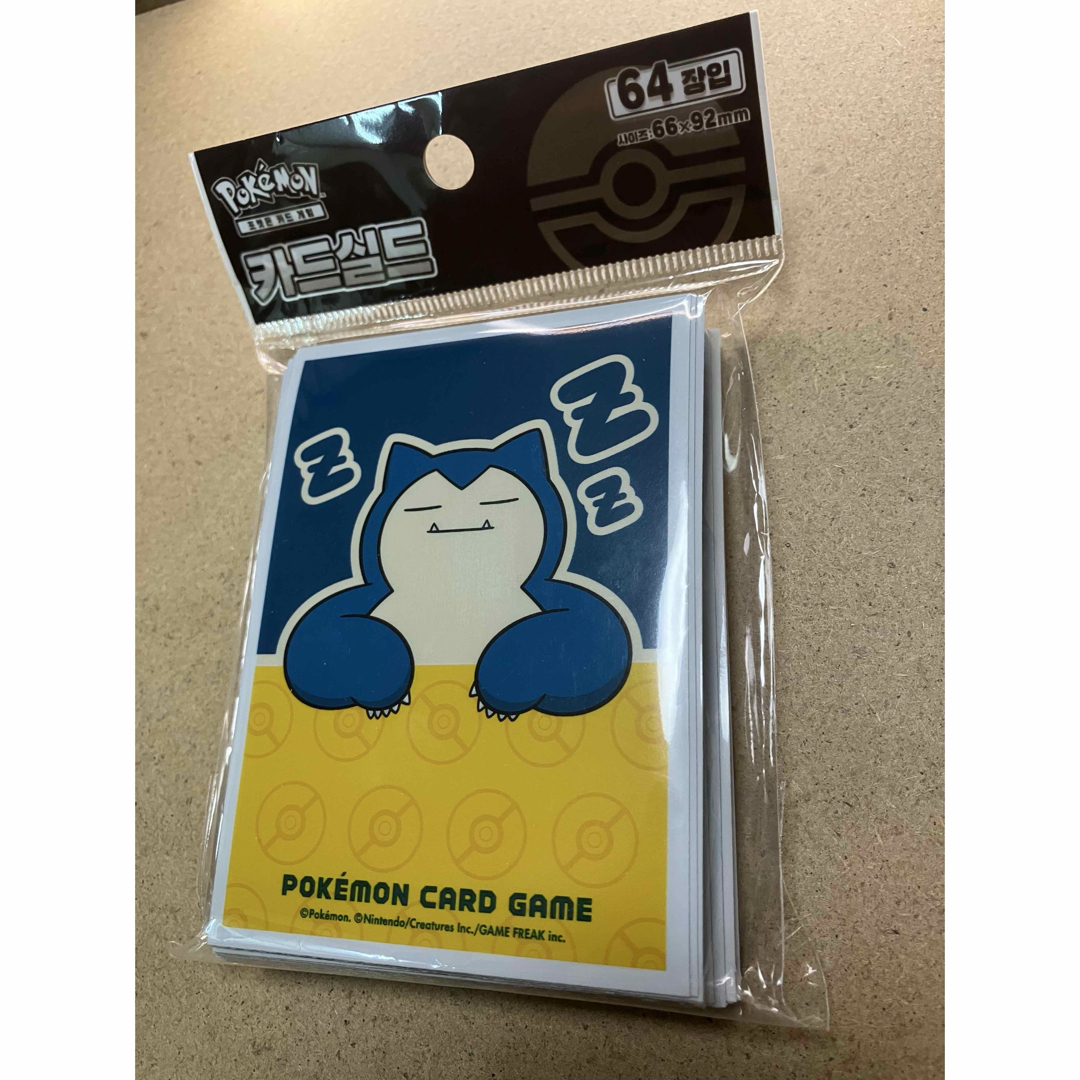 64 장입
사이즈:66×92mm
POKéMON
포켓몬 카드 게임
카드실드
Z
Z
Z
POKÉMON CARD GAME
©Pokémon. ©Nintendo/Creatures Inc./GAME FREAK inc.